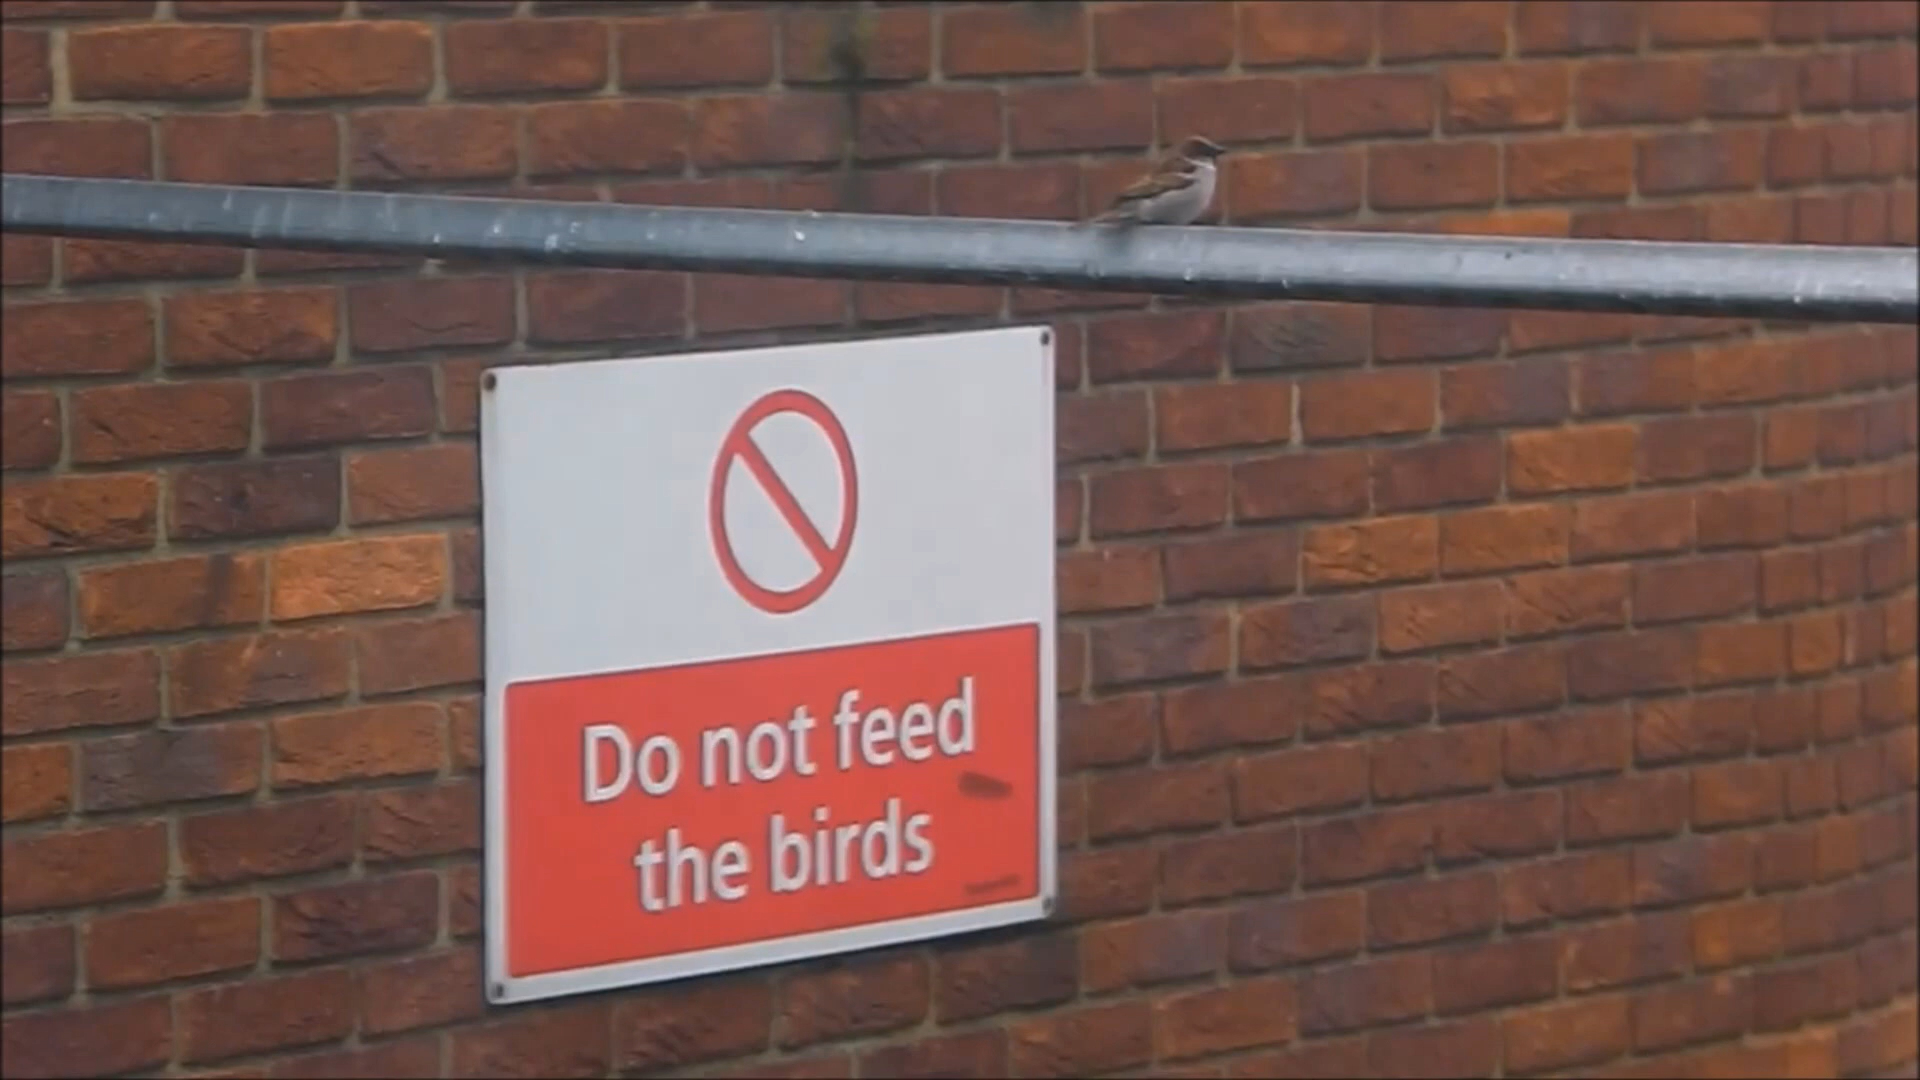 Do not feed
the birds